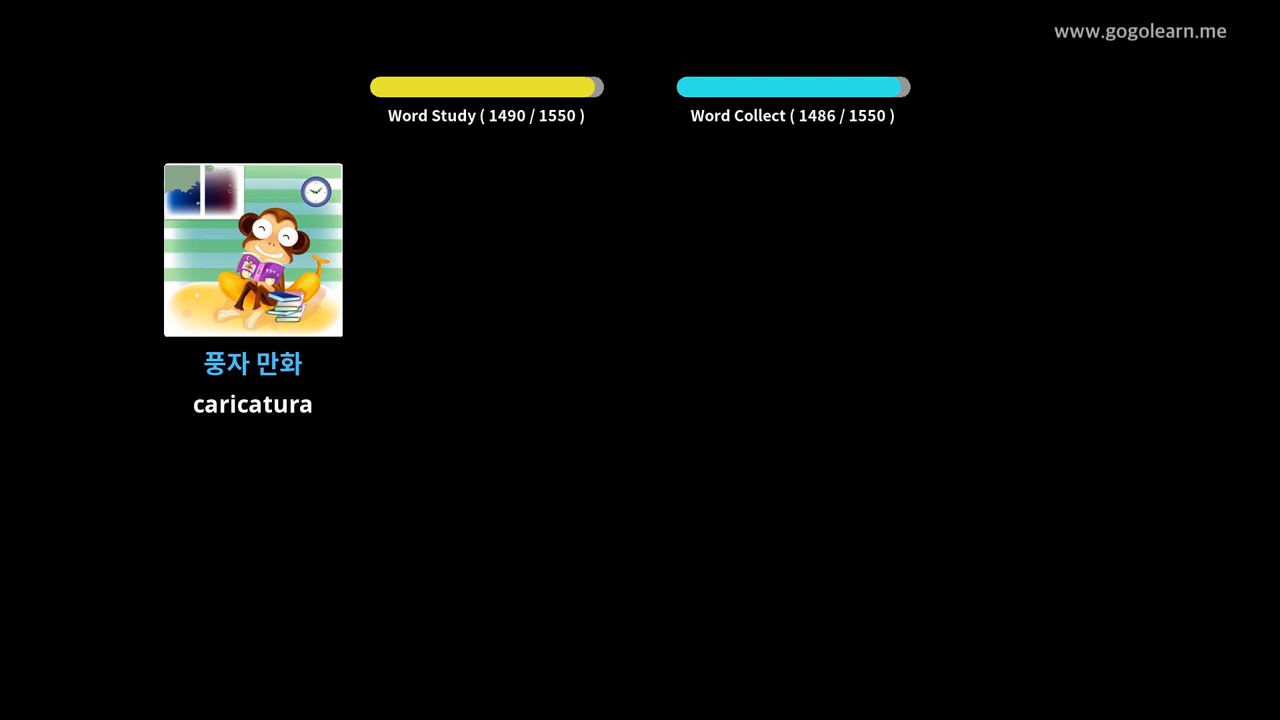 www.gogolearn.me
Word Study ( 1490 / 1550 )
Word Collect ( 1486 / 1550 )
풍자 만화
caricatura